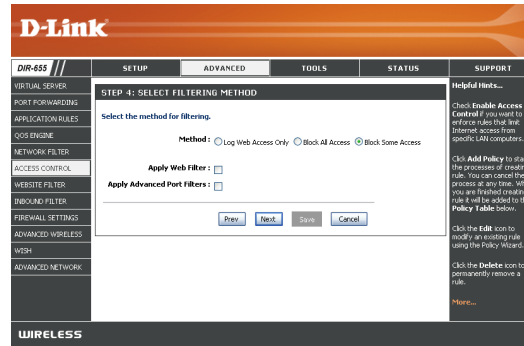 D-Link
DIR-655
SETUP
ADVANCED
TOOLS
STATUS
SUPPORT
VIRTUAL SERVER
PORT FORWARDING
APPLICATION RULES
QOS ENGINE
NETWORK FILTER
ACCESS CONTROL
WEBSITE FILTER
INBOUND FILTER
FIREWALL SETTINGS
ADVANCED WIRELESS
WISH
ADVANCED NETWORK
STEP 4: SELECT FILTERING METHOD
Select the method for filtering.
Method : Log Web Access Only Block All Access Block Some Access
Apply Web Filter :
Apply Advanced Port Filters :
Prev Next Save Cancel
Helpful Hints...
Check Enable Access
Control if you want to
enforce rules that limit
Internet access from
specific LAN computers.
Click Add Policy to
the processes of
rule. You can cancel the
process at any time.
you are finished
rule it will be added to
Policy Table below.
Click the Edit icon to
modify an existing rule
using the Policy Wizard.
Click the Delete icon to
permanently remove a
rule.
More...
WIRELESS